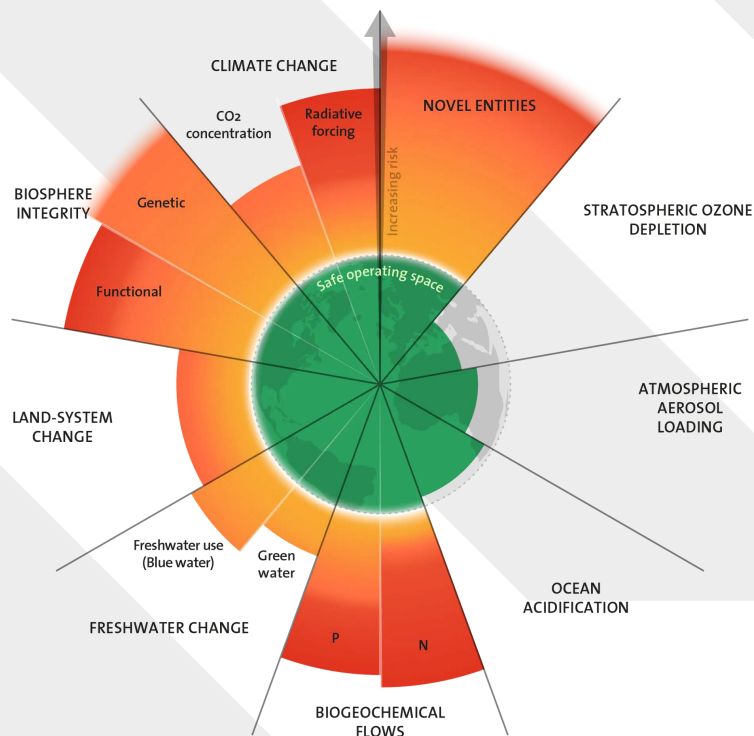 CLIMATE CHANGE
CO2
concentration
Radiative
forcing
NOVEL ENTITIES
Increasing risk
BIOSPHERE
INTEGRITY
Genetic
Functional
STRATOSPHERIC OZONE
DEPLETION
Safe operating space
ATMOSPHERIC
AEROSOL
LOADING
LAND-SYSTEM
CHANGE
Freshwater use
(Blue water)
Green
water
FRESHWATER CHANGE
OCEAN
ACIDIFICATION
P
N
BIOGEOCHEMICAL
FLOWS